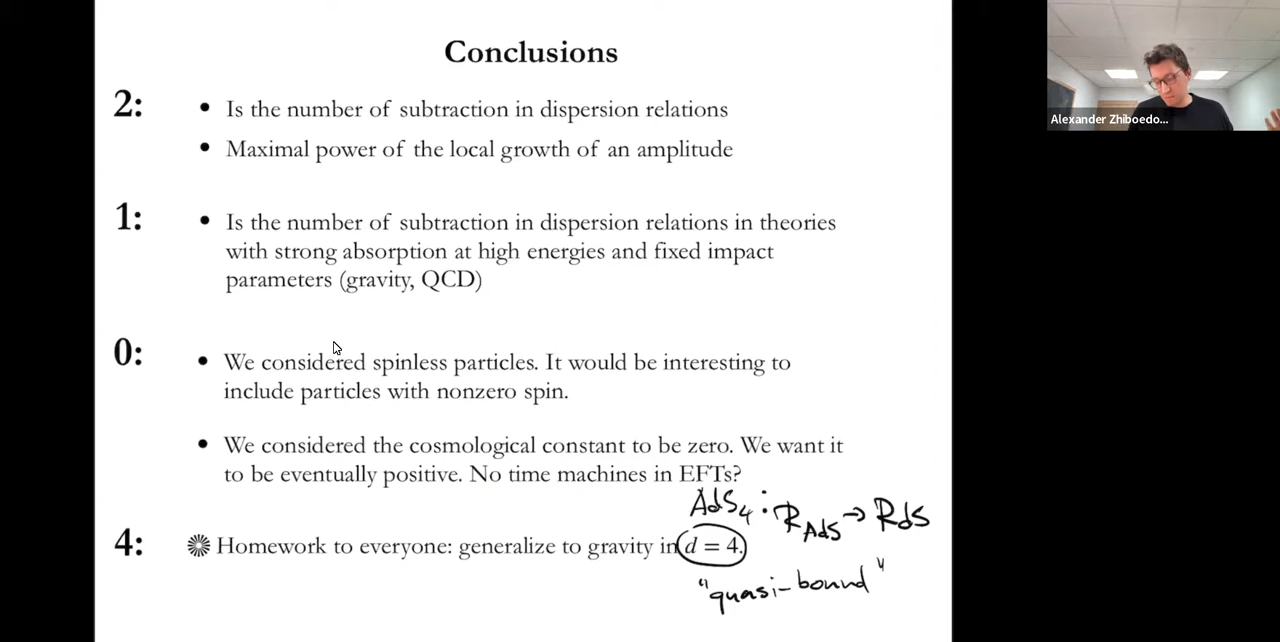 Conclusions
2:
• Is the number of subtraction in dispersion relations
• Maximal power of the local growth of an amplitude
1:
• Is the number of subtraction in dispersion relations in theories
with strong absorption at high energies and fixed impact
parameters (gravity, QCD)
0:
• We considered spinless particles. It would be interesting to
include particles with nonzero spin.
• We considered the cosmological constant to be zero. We want it
to be eventually positive. No time machines in EFTs?
AdS₄ : R_AdS → R_dS
4:
Homework to everyone: generalize to gravity in d = 4.
"quasi-bound"
Alexander Zhiboedo...